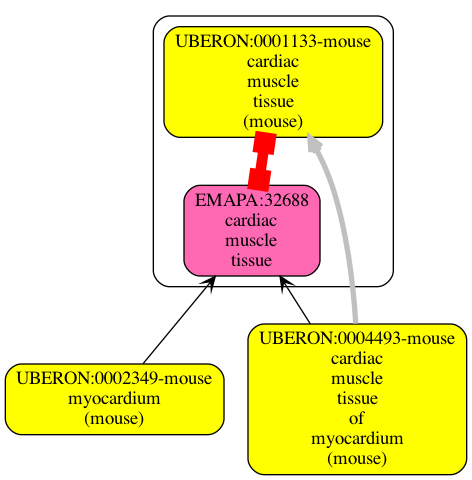 UBERON:0001133-mouse
cardiac
muscle
tissue
(mouse)
EMAPA:32688
cardiac
muscle
tissue
UBERON:0002349-mouse
myocardium
(mouse)
UBERON:0004493-mouse
cardiac
muscle
tissue
of
myocardium
(mouse)